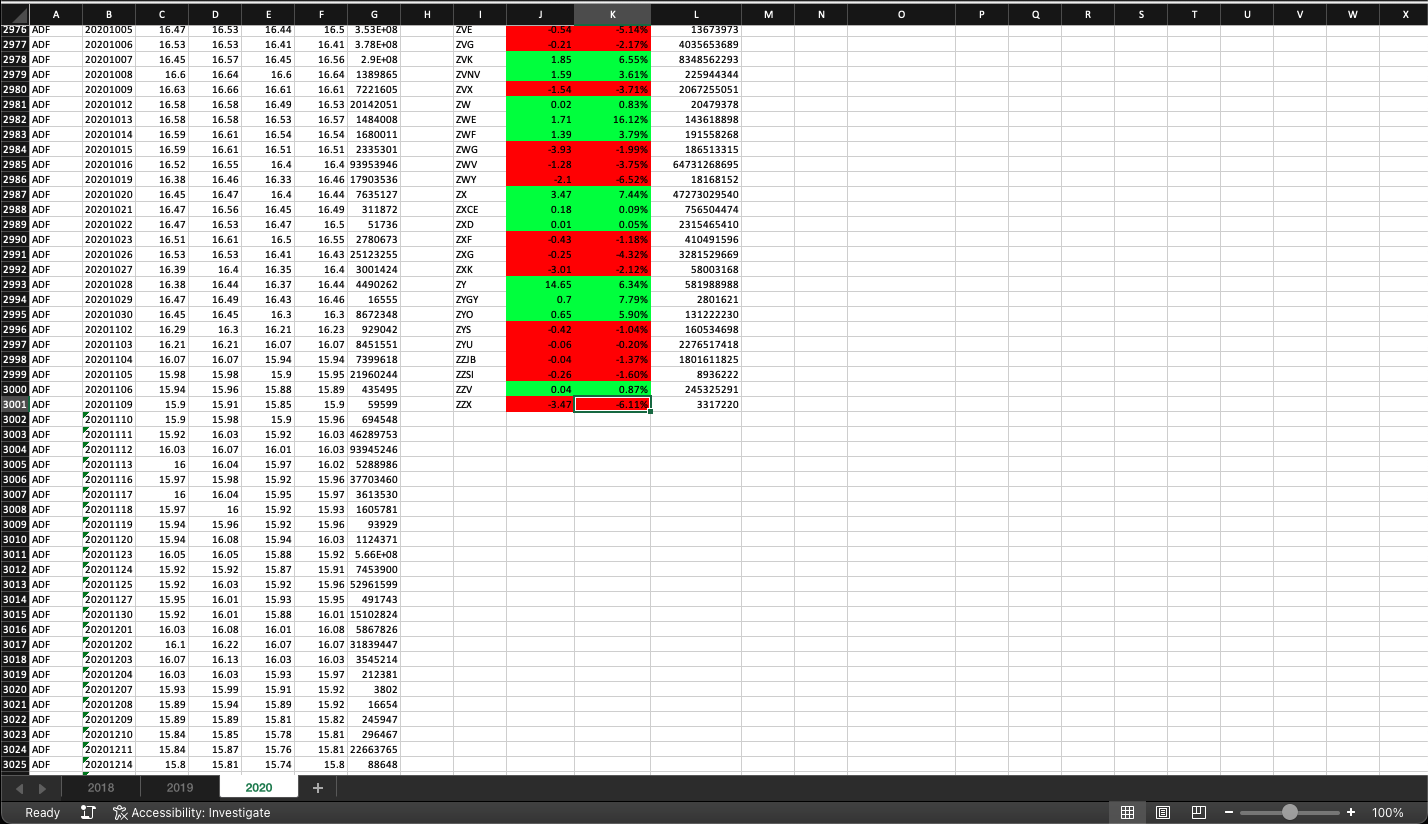 A B C D E F G H I J K L M N O P Q R S T U V W X
2976 ADF 20201005 16.47 16.53 16.44 16.5 3.53E+08 ZVE -0.54 -5.14% 13673973
2977 ADF 20201006 16.53 16.53 16.41 16.41 3.78E+08 ZVG -0.21 -2.17% 4035653689
2978 ADF 20201007 16.45 16.57 16.45 16.56 2.9E+08 ZVK 1.85 6.55% 8348562293
2979 ADF 20201008 16.6 16.64 16.6 16.64 1389865 ZVNV 1.59 3.61% 225944344
2980 ADF 20201009 16.63 16.66 16.61 16.61 7221605 ZVX -1.54 -3.71% 2067255051
2981 ADF 20201012 16.58 16.58 16.49 16.53 20142051 ZW 0.02 0.83% 20479378
2982 ADF 20201013 16.58 16.58 16.53 16.57 1484008 ZWE 1.71 16.12% 143618898
2983 ADF 20201014 16.59 16.61 16.54 16.54 1680011 ZWF 1.39 3.79% 191558268
2984 ADF 20201015 16.59 16.61 16.51 16.51 2335301 ZWG -3.93 -1.99% 186513315
2985 ADF 20201016 16.52 16.55 16.4 16.4 93953946 ZWV -1.28 -3.75% 64731268695
2986 ADF 20201019 16.38 16.46 16.33 16.46 17903536 ZWY -2.1 -6.52% 18168152
2987 ADF 20201020 16.45 16.47 16.4 16.44 7635127 ZX 3.47 7.44% 47273029540
2988 ADF 20201021 16.47 16.56 16.45 16.49 311872 ZXCE 0.18 0.09% 756504474
2989 ADF 20201022 16.47 16.53 16.47 16.5 51736 ZXD 0.01 0.05% 2315465410
2990 ADF 20201023 16.51 16.61 16.5 16.55 2780673 ZXF -0.43 -1.18% 410491596
2991 ADF 20201026 16.53 16.53 16.41 16.43 25123255 ZXG -0.25 -4.32% 3281529669
2992 ADF 20201027 16.39 16.4 16.35 16.4 3001424 ZXK -3.01 -2.12% 58003168
2993 ADF 20201028 16.38 16.44 16.37 16.44 4490262 ZY 14.65 6.34% 581988988
2994 ADF 20201029 16.47 16.49 16.43 16.46 16555 ZYGY 0.7 7.79% 2801621
2995 ADF 20201030 16.45 16.45 16.3 16.3 8672348 ZYO 0.65 5.90% 131222230
2996 ADF 20201102 16.29 16.3 16.21 16.23 929042 ZYS -0.42 -1.04% 160534698
2997 ADF 20201103 16.21 16.21 16.07 16.07 8451551 ZYU -0.06 -0.20% 2276517418
2998 ADF 20201104 16.07 16.07 15.94 15.94 7399618 ZZJB -0.04 -1.37% 1801611825
2999 ADF 20201105 15.98 15.98 15.9 15.95 21960244 ZZSI -0.26 -1.60% 8936222
3000 ADF 20201106 15.94 15.96 15.88 15.89 435495 ZZV 0.04 0.87% 245325291
3001 ADF 20201109 15.9 15.91 15.85 15.9 59599 ZZX -3.47 -6.11% 3317220
3002 ADF 20201110 15.9 15.98 15.9 15.96 694548
3003 ADF 20201111 15.92 16.03 15.92 16.03 46289753
3004 ADF 20201112 16.03 16.07 16.01 16.03 93945246
3005 ADF 20201113 16 16.04 15.97 16.02 5288986
3006 ADF 20201116 15.97 15.98 15.92 15.96 37703460
3007 ADF 20201117 16 16.04 15.95 15.97 3613530
3008 ADF 20201118 15.97 16 15.92 15.93 1605781
3009 ADF 20201119 15.94 15.96 15.92 15.96 93929
3010 ADF 20201120 15.94 16.08 15.94 16.03 1124371
3011 ADF 20201123 16.05 16.05 15.88 15.92 5.66E+08
3012 ADF 20201124 15.92 15.92 15.87 15.91 7453900
3013 ADF 20201125 15.92 16.03 15.92 15.96 52961599
3014 ADF 20201127 15.95 16.01 15.93 15.95 491743
3015 ADF 20201130 15.92 16.01 15.88 16.01 15102824
3016 ADF 20201201 16.03 16.08 16.01 16.08 5867826
3017 ADF 20201202 16.1 16.22 16.07 16.07 31839447
3018 ADF 20201203 16.07 16.13 16.03 16.03 3545214
3019 ADF 20201204 16.03 16.03 15.93 15.97 212381
3020 ADF 20201207 15.93 15.99 15.91 15.92 3802
3021 ADF 20201208 15.89 15.94 15.89 15.92 16654
3022 ADF 20201209 15.89 15.89 15.81 15.82 245947
3023 ADF 20201210 15.84 15.85 15.78 15.81 296467
3024 ADF 20201211 15.84 15.87 15.76 15.81 22663765
3025 ADF 20201214 15.8 15.81 15.74 15.8 88648
2018 2019 2020 +
Ready Accessibility: Investigate 100%